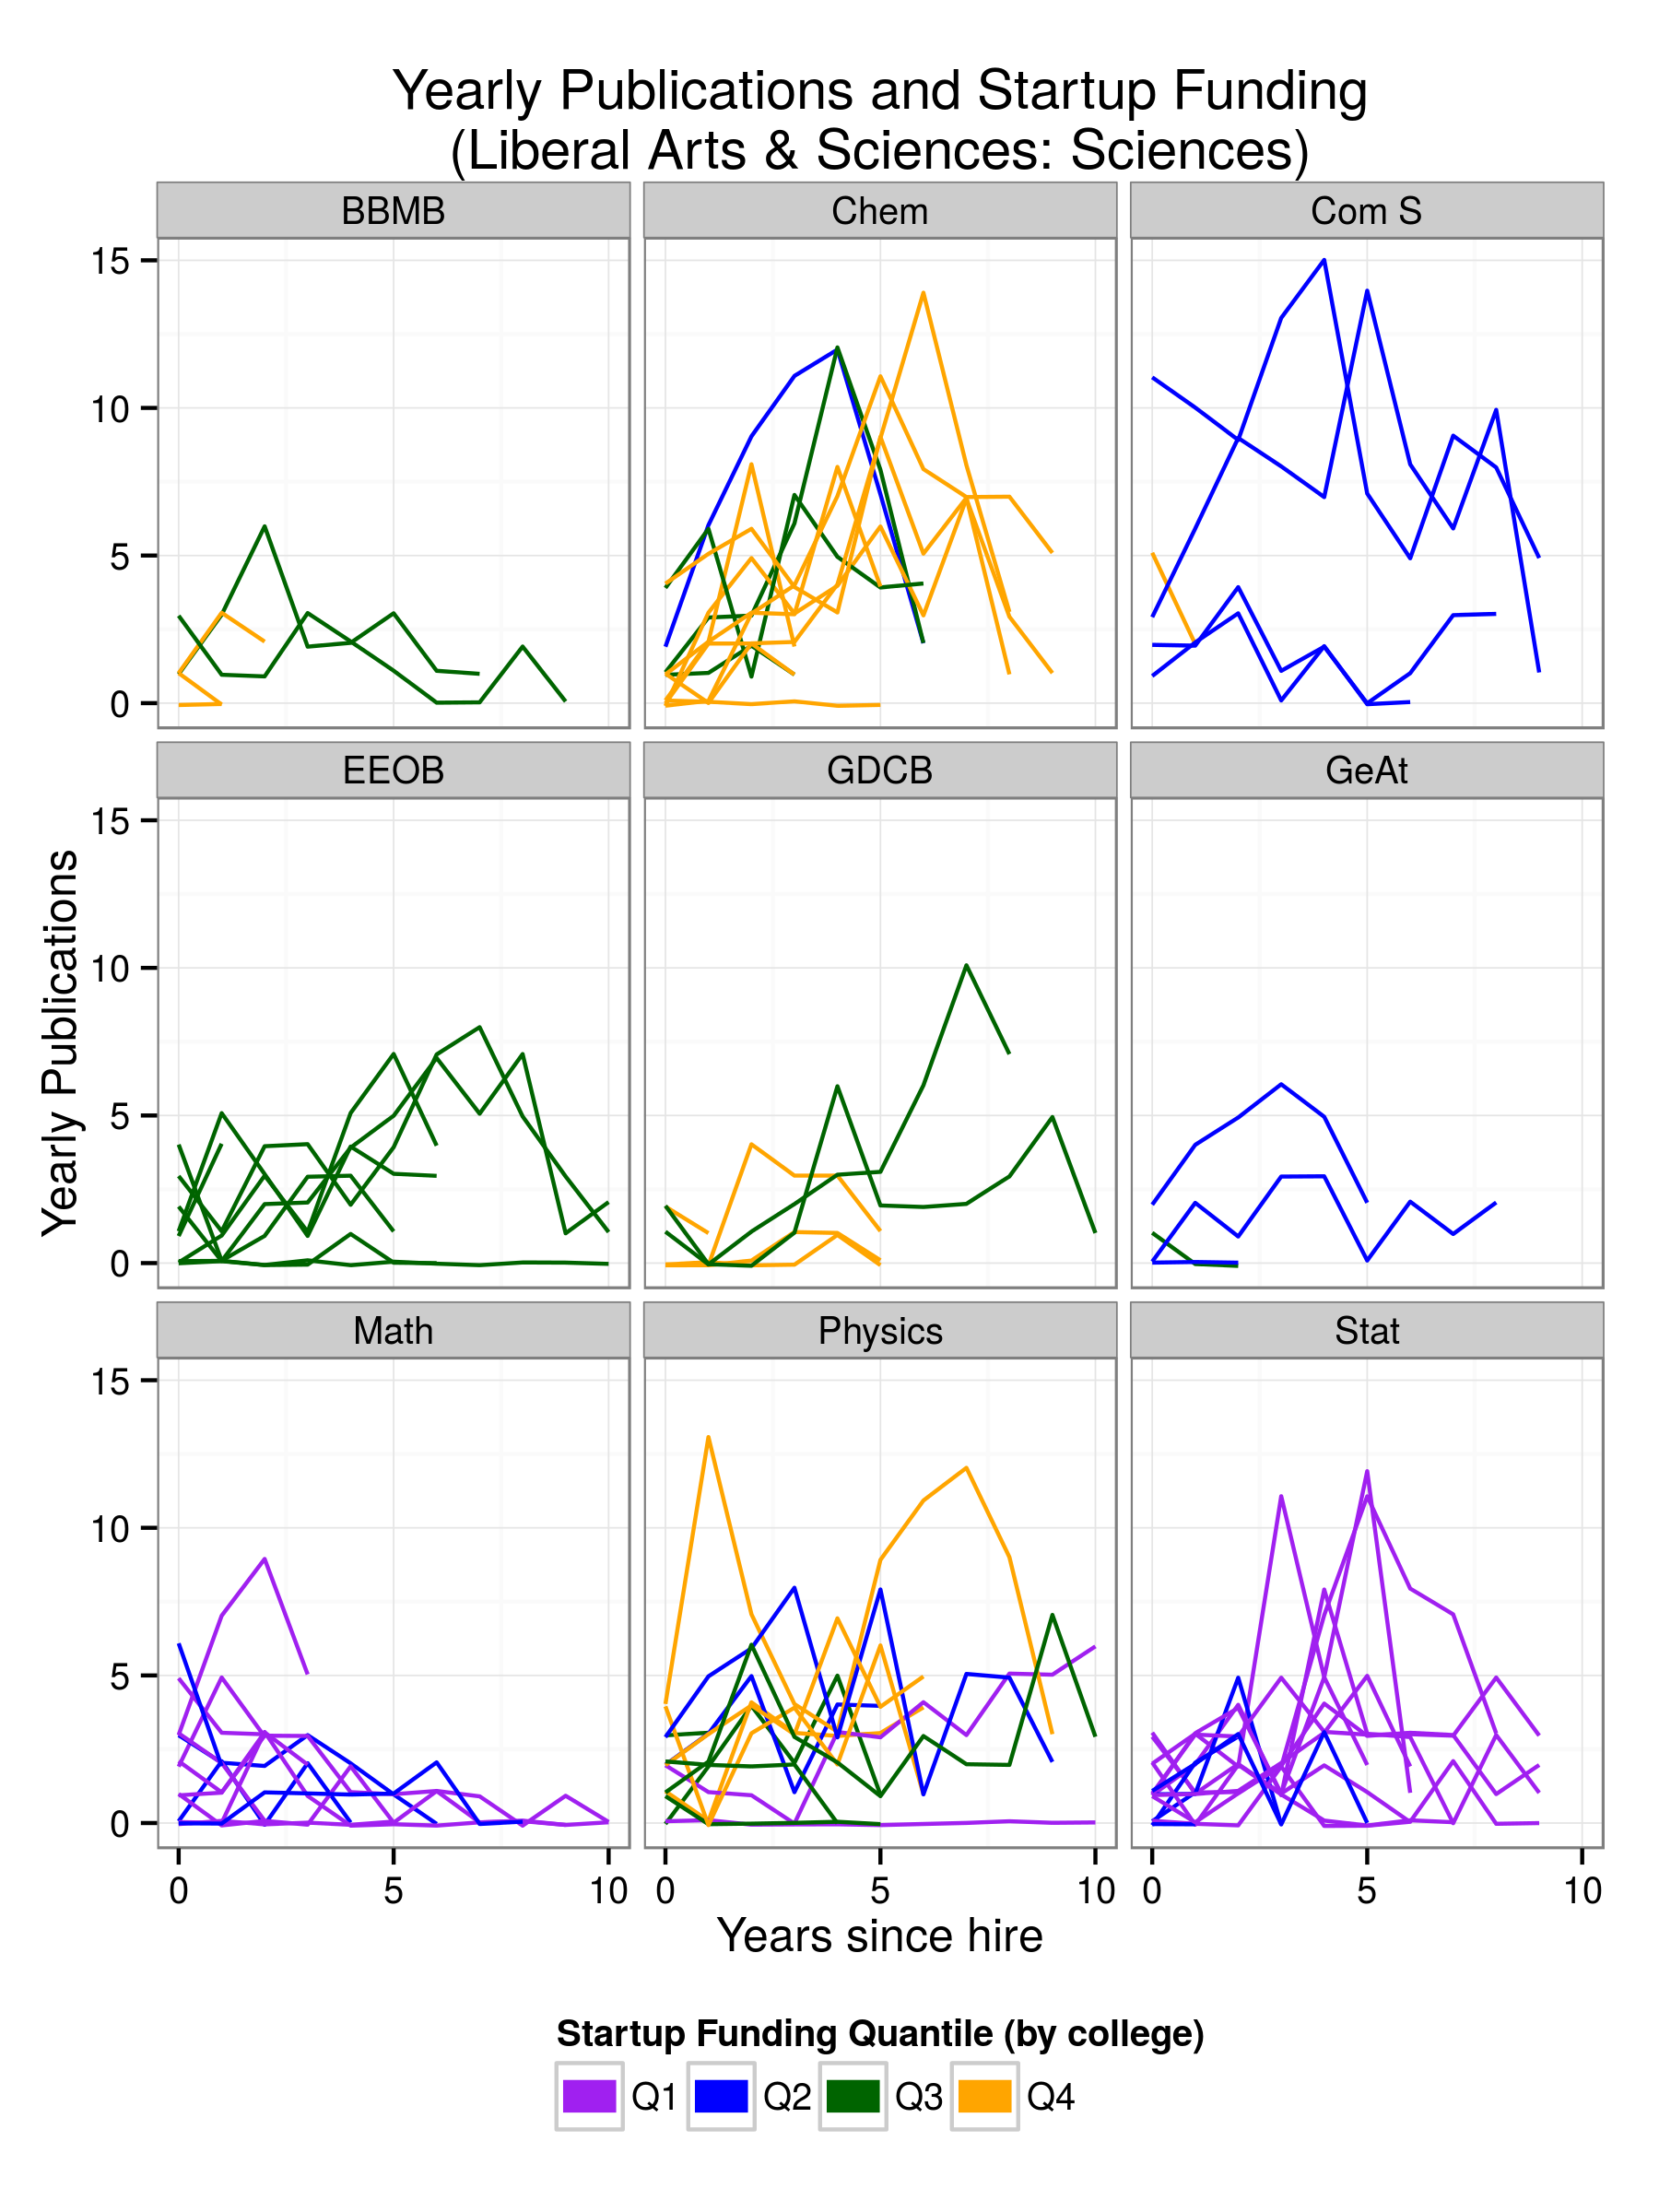 Yearly Publications and Startup Funding
(Liberal Arts & Sciences: Sciences)
BBMB Chem Com S
15
10
5
0
EEOB GDCB GeAt
15
10
5
0
Math Physics Stat
15
10
5
0
0 5 10 0 5 10 0 5 10
Yearly Publications
Years since hire
Startup Funding Quantile (by college)
Q1 Q2 Q3 Q4